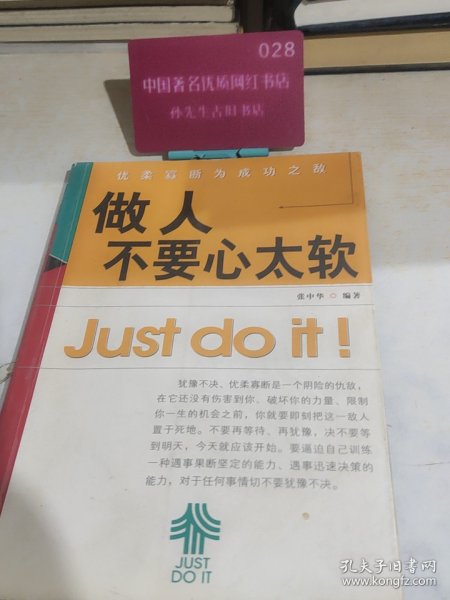 028
中国著名优质网红书店
孙先生古旧书店
优柔寡断为成功之敌
做人
不要心太软
张中华 编著
Just do it!
犹豫不决、优柔寡断是一个阴险的仇敌，
在它还没有伤害到你、破坏你的力量、限制
你一生的机会之前，你就要即刻把这一敌人
置于死地。不要再等待、再犹豫，决不要等
到明天，今天就应该开始。要逼迫自己训练
一种遇事果断坚定的能力、遇事迅速决策的
能力，对于任何事情切不要犹豫不决。
JUST
DO IT
孔夫子旧书网
www.kongfz.com